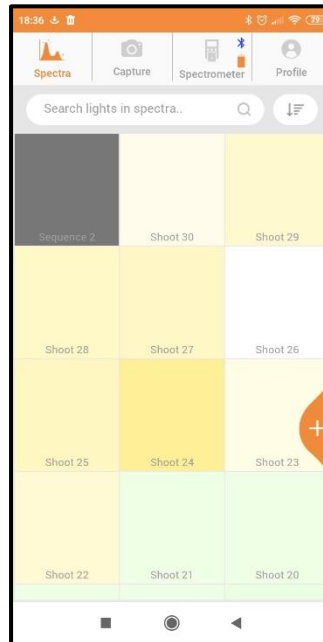 18:36
79
Spectra Capture Spectrometer Profile
Search lights in spectra..
Sequence 2 Shoot 30 Shoot 29
Shoot 28 Shoot 27 Shoot 26
Shoot 25 Shoot 24 Shoot 23
Shoot 22 Shoot 21 Shoot 20